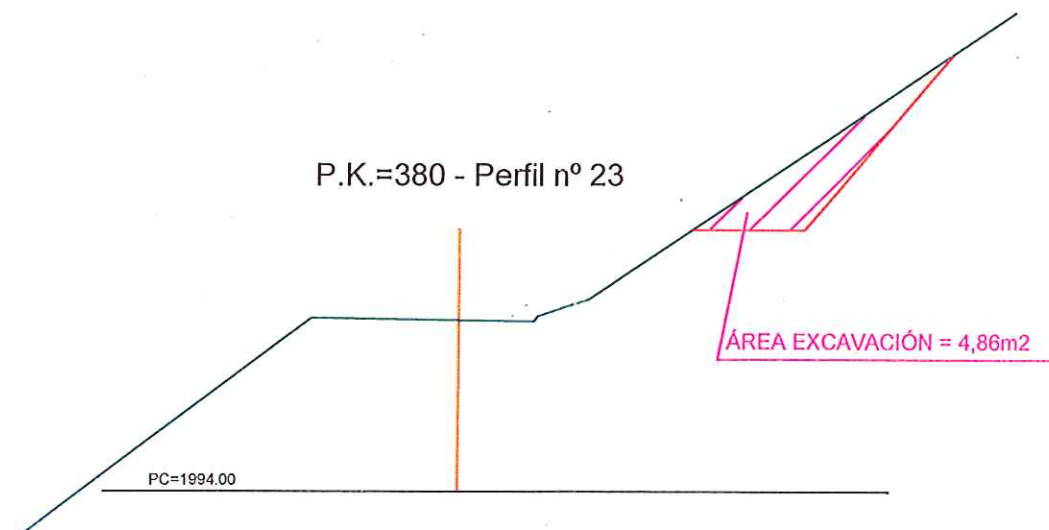 P.K.=380 - Perfil nº 23
ÁREA EXCAVACIÓN = 4,86m2
PC=1994.00